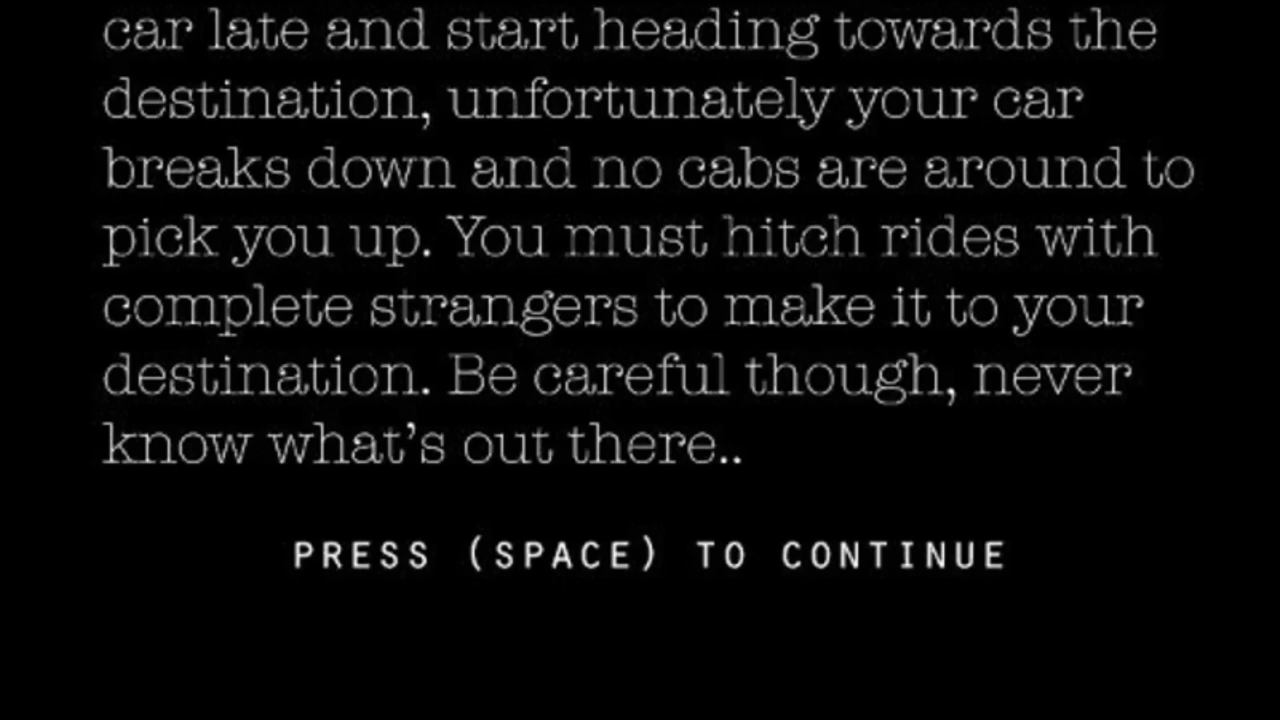 car late and start heading towards the
destination, unfortunately your car
breaks down and no cabs are around to
pick you up. You must hitch rides with
complete strangers to make it to your
destination. Be careful though, never
know what’s out there..
PRESS (SPACE) TO CONTINUE